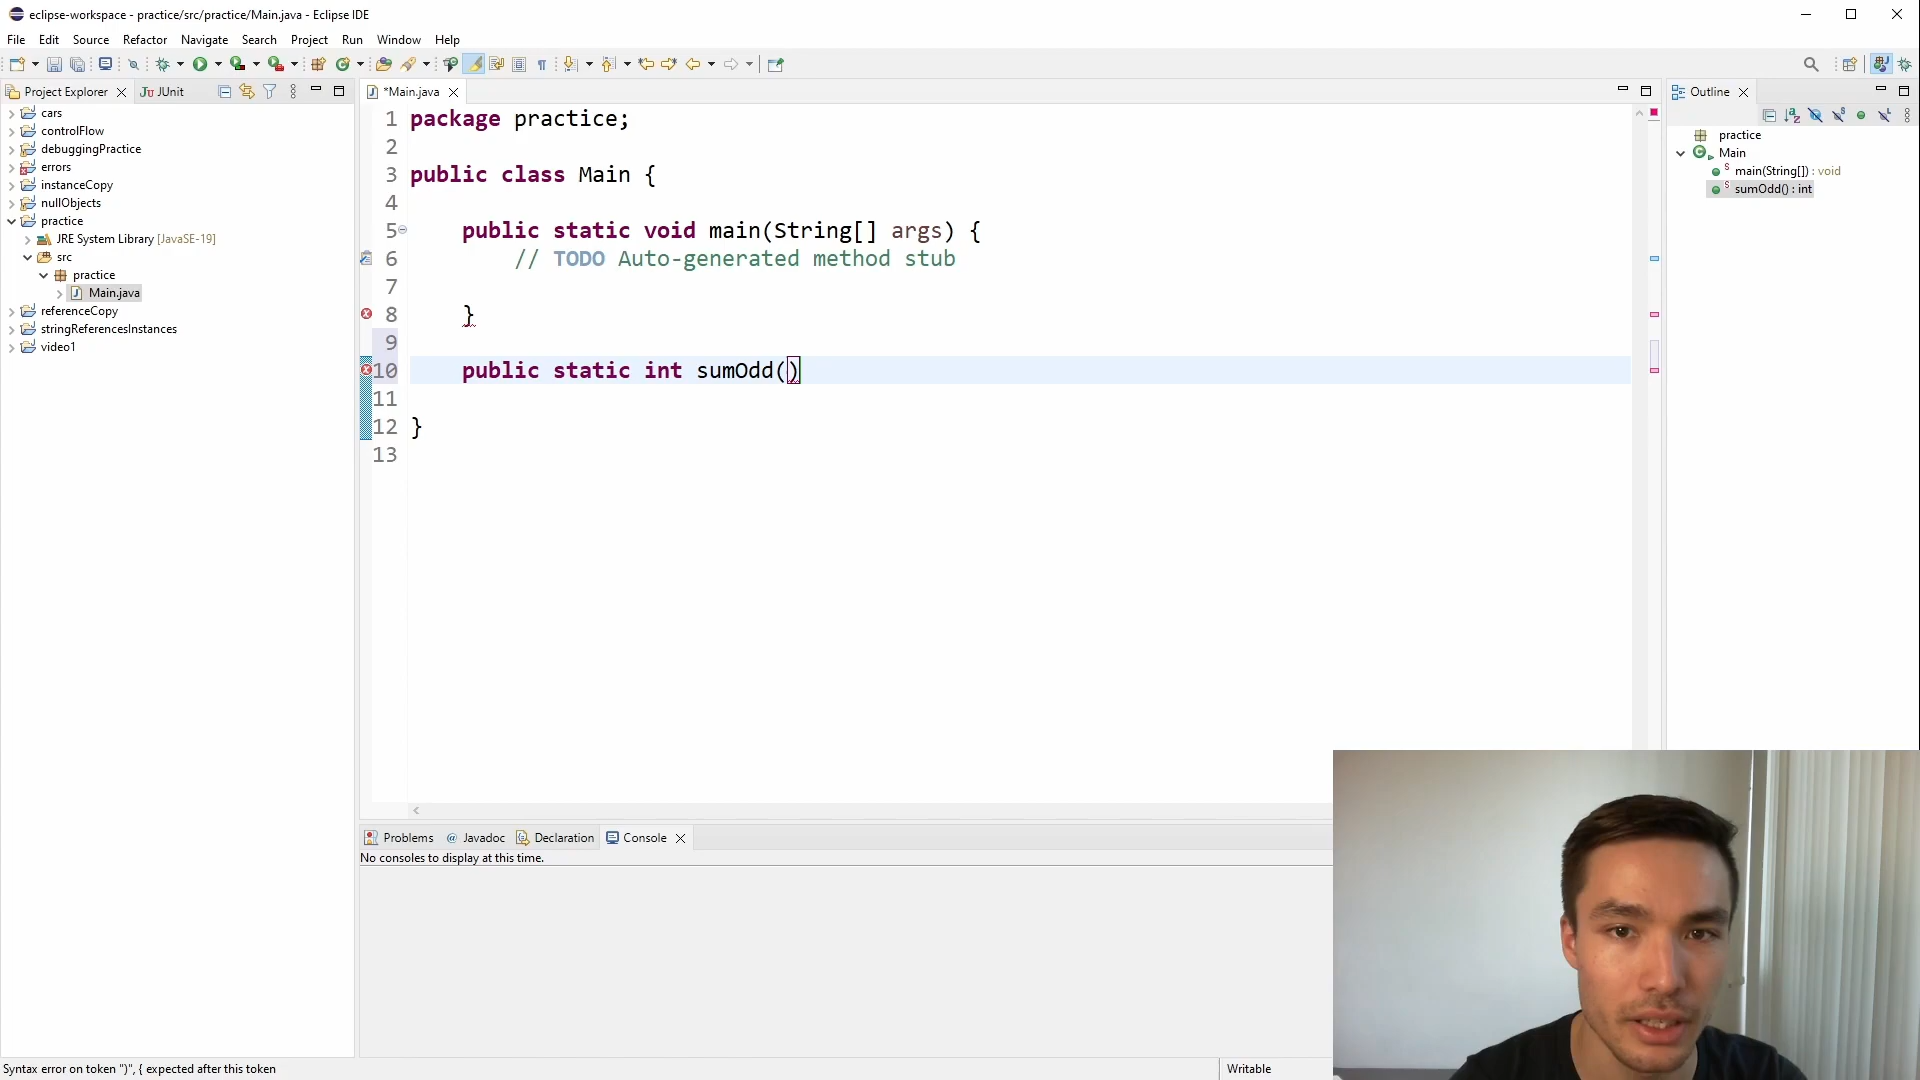 eclipse-workspace - practice/src/practice/Main.java - Eclipse IDE
File Edit Source Refactor Navigate Search Project Run Window Help
Project Explorer
JUnit
cars
controlFlow
debuggingPractice
errors
instanceCopy
nullObjects
practice
JRE System Library [JavaSE-19]
src
practice
Main.java
referenceCopy
stringReferencesInstances
video1
*Main.java
1 package practice;
2
3 public class Main {
4
5 public static void main(String[] args) {
6 // TODO Auto-generated method stub
7
8 }
9
10 public static int sumOdd()
11
12 }
13
Outline
practice
Main
main(String[]) : void
sumOdd() : int
Problems
@ Javadoc
Declaration
Console
No consoles to display at this time.
Syntax error on token ")", { expected after this token
Writable